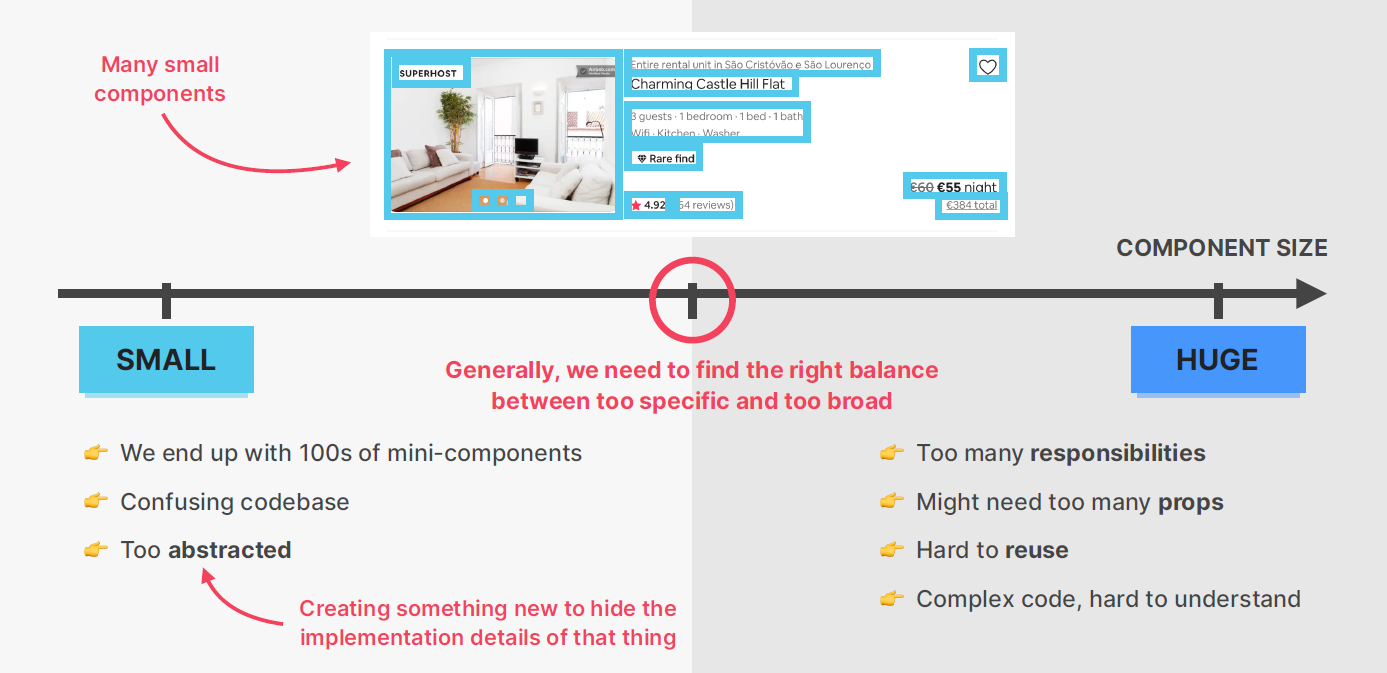 Many small
components
SUPERHOST
Entire rental unit in São Cristóvão e São Lourenço
Charming Castle Hill Flat
3 guests · 1 bedroom · 1 bed · 1 bath
Wifi · Kitchen · Washer
Rare find
4.92
64 reviews)
€60 €55 night
€384 total
COMPONENT SIZE
SMALL
HUGE
Generally, we need to find the right balance
between too specific and too broad
👉 We end up with 100s of mini-components
👉 Confusing codebase
👉 Too abstracted
Creating something new to hide the
implementation details of that thing
👉 Too many responsibilities
👉 Might need too many props
👉 Hard to reuse
👉 Complex code, hard to understand